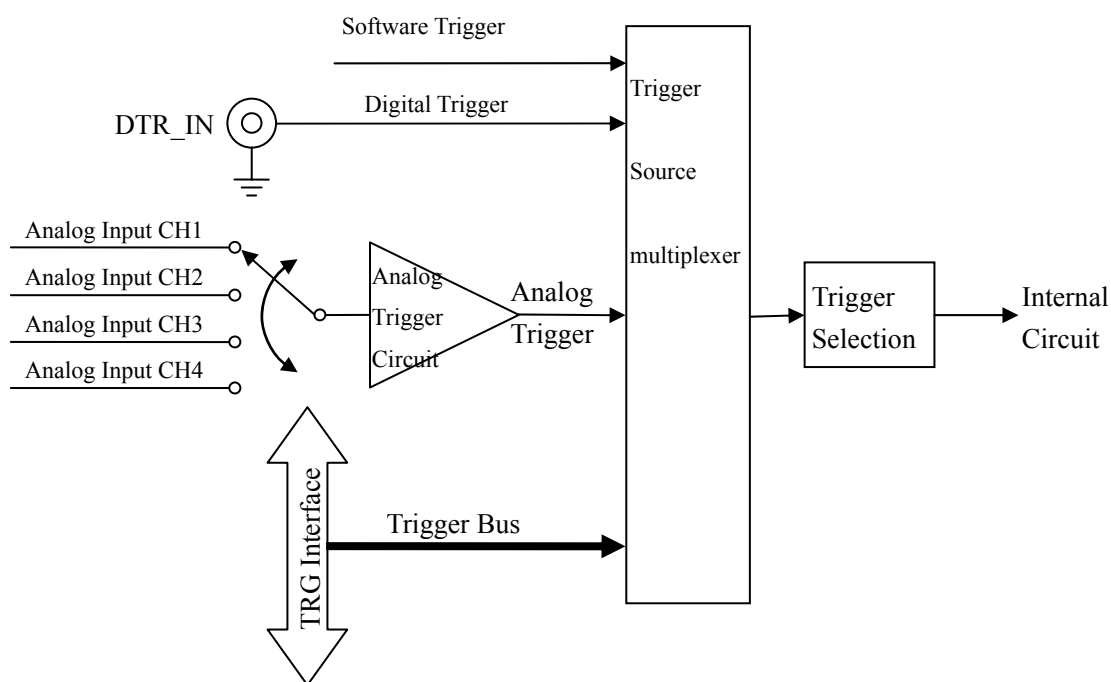 Software Trigger
Digital Trigger
DTR_IN
Trigger
Source
multiplexer
Analog Input CH1
Analog Input CH2
Analog Input CH3
Analog Input CH4
Analog
Trigger
Circuit
Analog
Trigger
Trigger
Selection
Internal
Circuit
TRG Interface
Trigger Bus